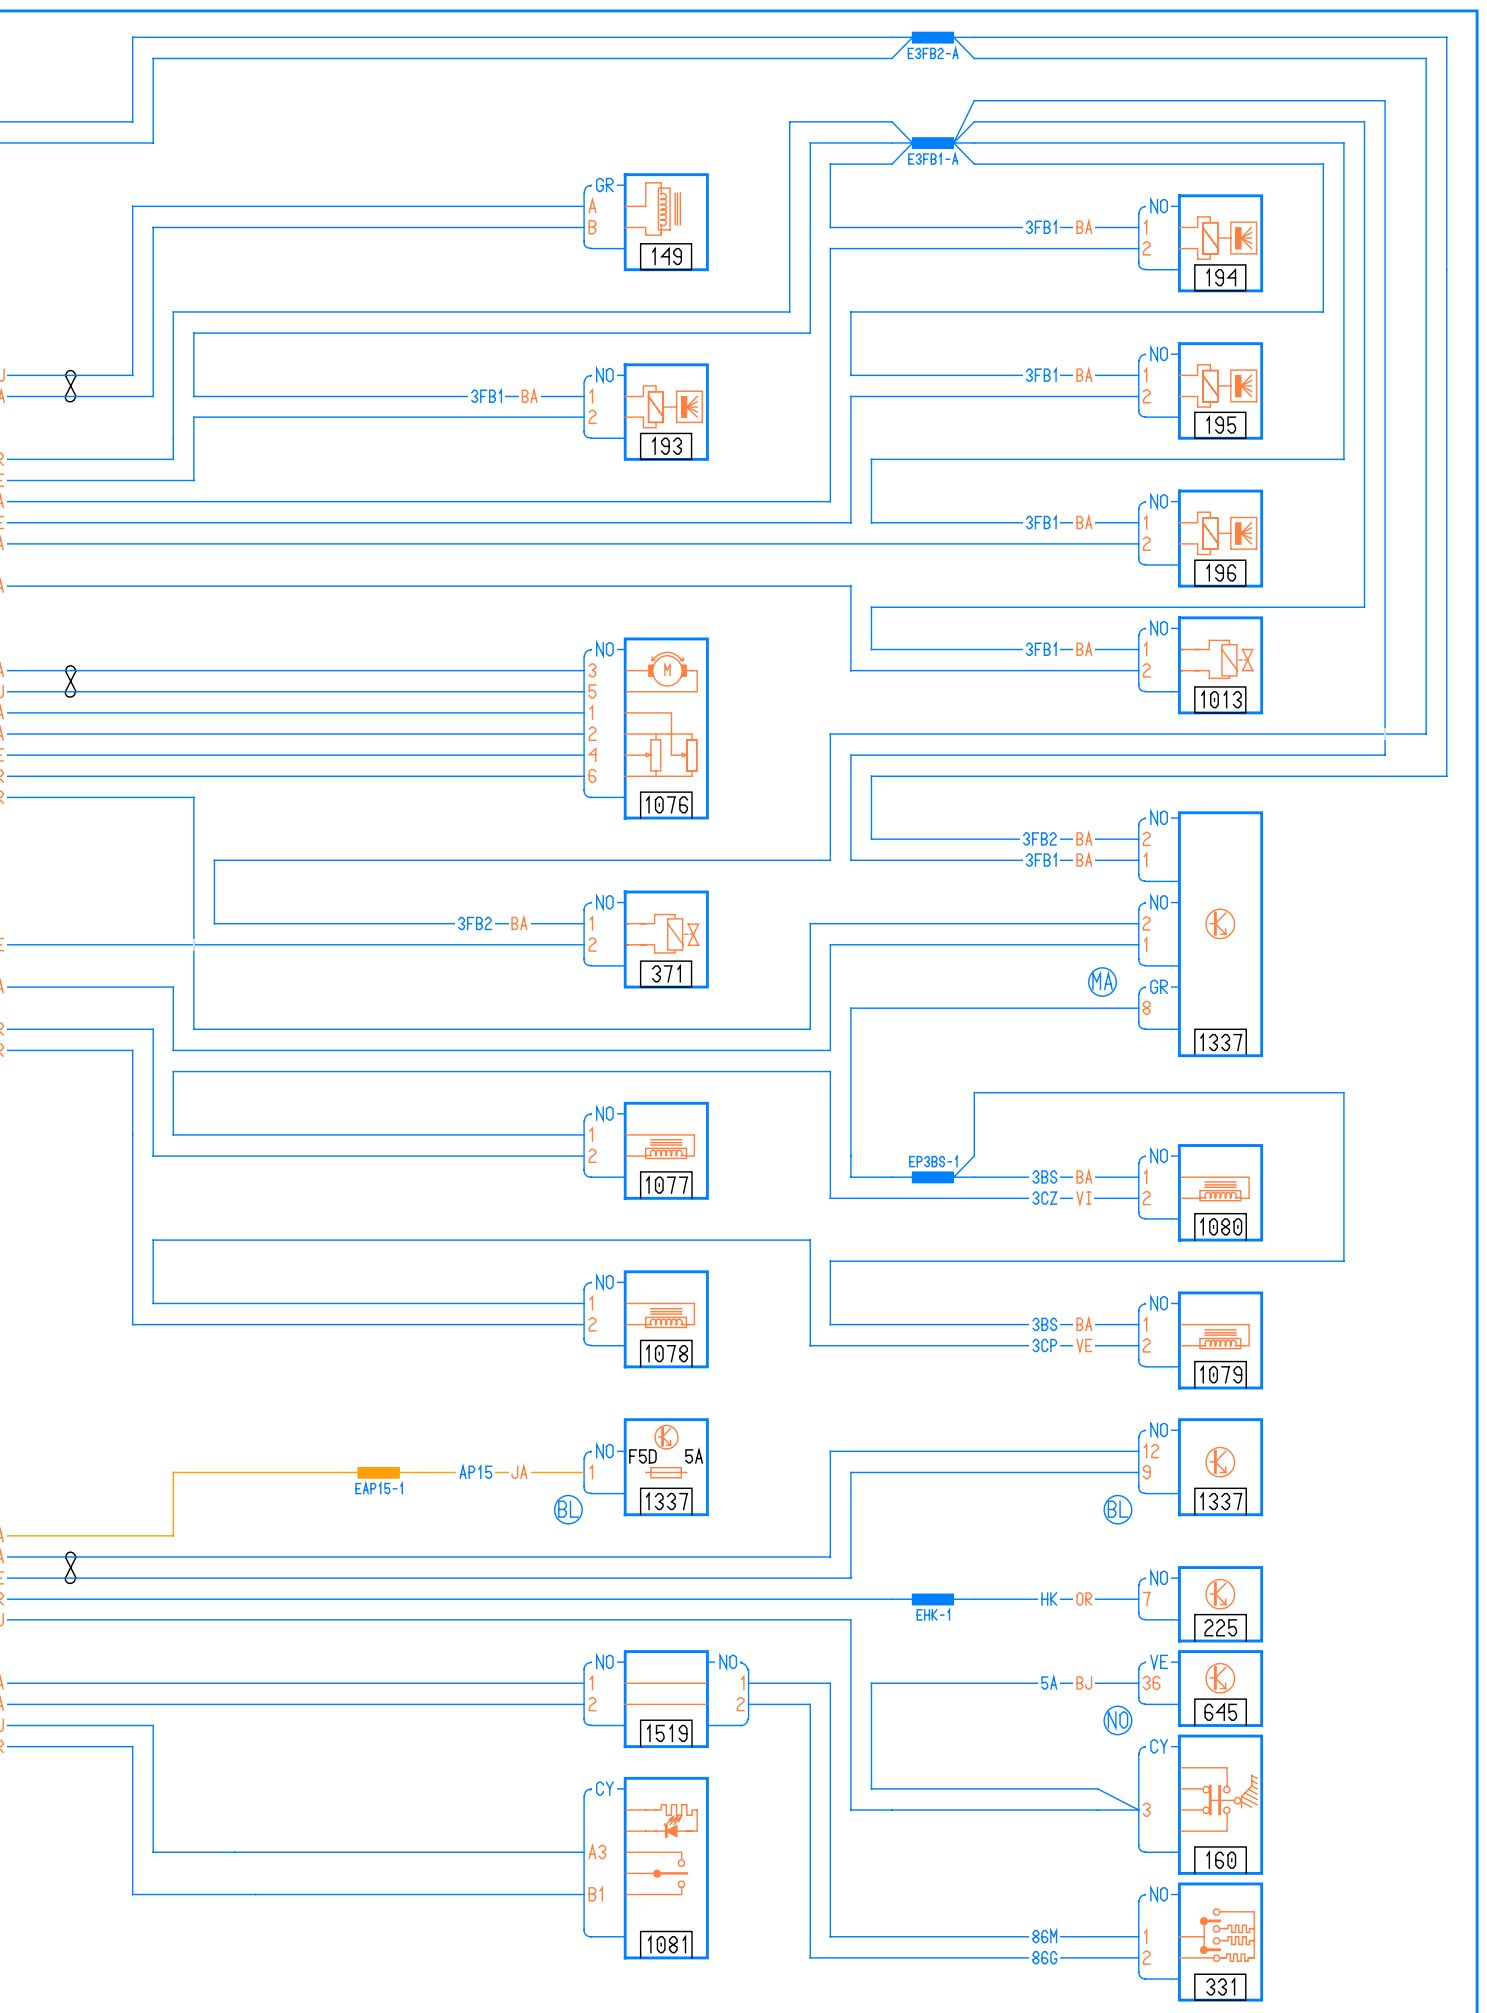 E3FB2-A
E3FB1-A
GR
A
B
149
NO
3FB1 BA 1
2
194
NO
3FB1 BA 1
2
193
NO
3FB1 BA 1
2
195
NO
3FB1 BA 1
2
196
NO
3FB1 BA 1
2
1013
NO
3
5
1
2
4
6
M
1076
NO
3FB2 BA 2
3FB1 BA 1
NO
2
1
MA
GR
8
1337
NO
3FB2 BA 1
2
371
NO
1
2
1077
EP3BS-1
NO
3BS BA 1
3CZ VI 2
1080
NO
1
2
1078
NO
3BS BA 1
3CP VE 2
1079
EAP15-1
AP15 JA
NO
1
F5D 5A
1337
BL
NO
12
9
1337
BL
EHK-1
HK OR
NO
7
225
VE
5A BJ 36
645
NO
NO
1
2
1519
NO
1
2
CY
3
160
CY
A3
B1
1081
NO
86M 1
86G 2
331